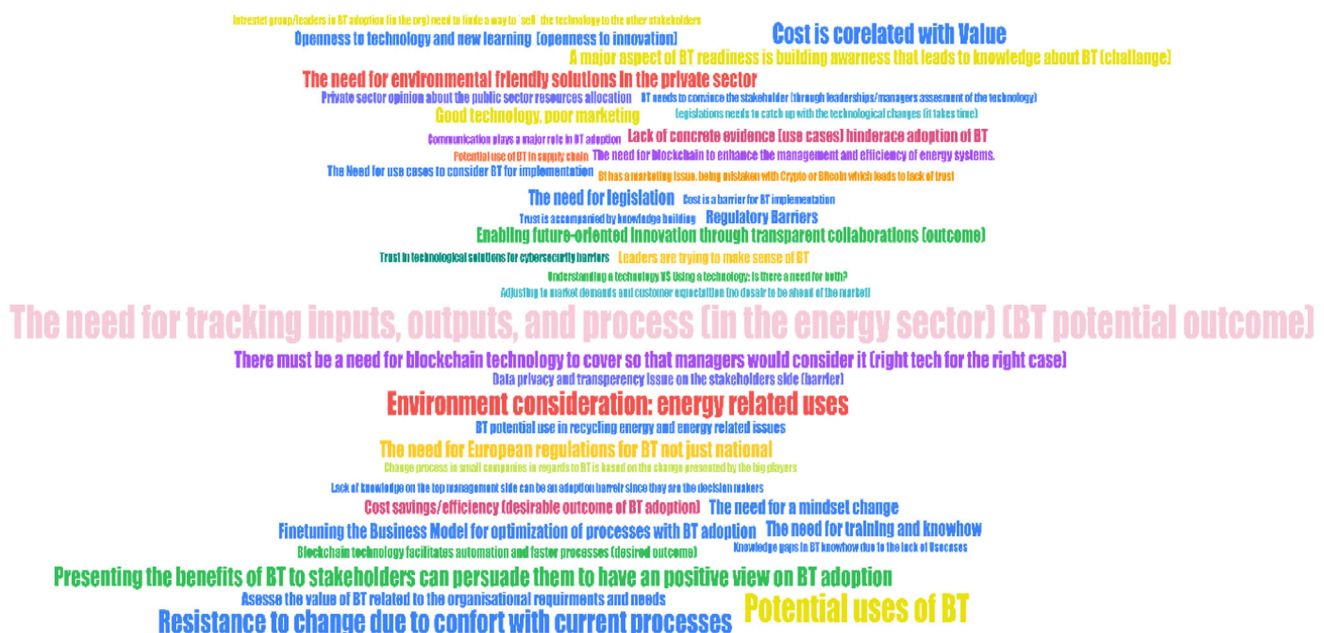 Intrestet group/leaders in BT adoption (in the org) need to finde a way to `sell` the technology to the other stakeholders
Openness to technology and new learning (openness to innovation)
Cost is corelated with Value
A major aspect of BT readiness is building awarness that leads to knowledge about BT (challange)
The need for environmental friendly solutions in the private sector
Private sector opinion about the public sector resources allocation
BT needs to convince the stakeholder (through leaderships/managers assesment of the technology)
Good technology, poor marketing
Legislations needs to catch up with the technological changes (it takes time)
Communication plays a major role in BT adoption
Lack of concrete evidence (use cases) hinderace adoption of BT
Potential use of BT in supply chain
The need for blockchain to enhance the management and efficiency of energy systems.
The Need for use cases to consider BT for implementation
Bt has a marketing issue, being mistaken with Crypto or Bitcoin which leads to lack of trust
The need for legislation
Cost is a barrier for BT implementation
Trust is accompanied by knowledge building
Regulatory Barriers
Enabling future-oriented innovation through transparent collaborations (outcome)
Trust in technological solutions for cybersecurity barriers
Leaders are trying to make sense of BT
Understanding a technology VS Using a technology: is there a need for both?
Adjusting to market demands and customer expectation (no desair to be ahead of the market)
The need for tracking inputs, outputs, and process (in the energy sector) (BT potential outcome)
There must be a need for blockchain technology to cover so that managers would consider it (right tech for the right case)
Data privacy and transperency issue on the stakeholders side (barrier)
Environment consideration: energy related uses
BT potential use in recycling energy and energy related issues
The need for European regulations for BT not just national
Change process in small companies in regards to BT is based on the change presented by the big players
Lack of knowledge on the top management side can be an adoption barreir since they are the decision makers
Cost savings/efficiency (desirable outcome of BT adoption)
The need for a mindset change
Finetuning the Business Model for optimization of processes with BT adoption
The need for training and knowhow
Blockchain technology facilitates automation and faster processes (desired outcome)
Knowledge gaps in BT knowhow due to the lack of Usecases
Presenting the benefits of BT to stakeholders can persuade them to have an positive view on BT adoption
Asesse the value of BT related to the organisational requirments and needs
Potential uses of BT
Resistance to change due to confort with current processes